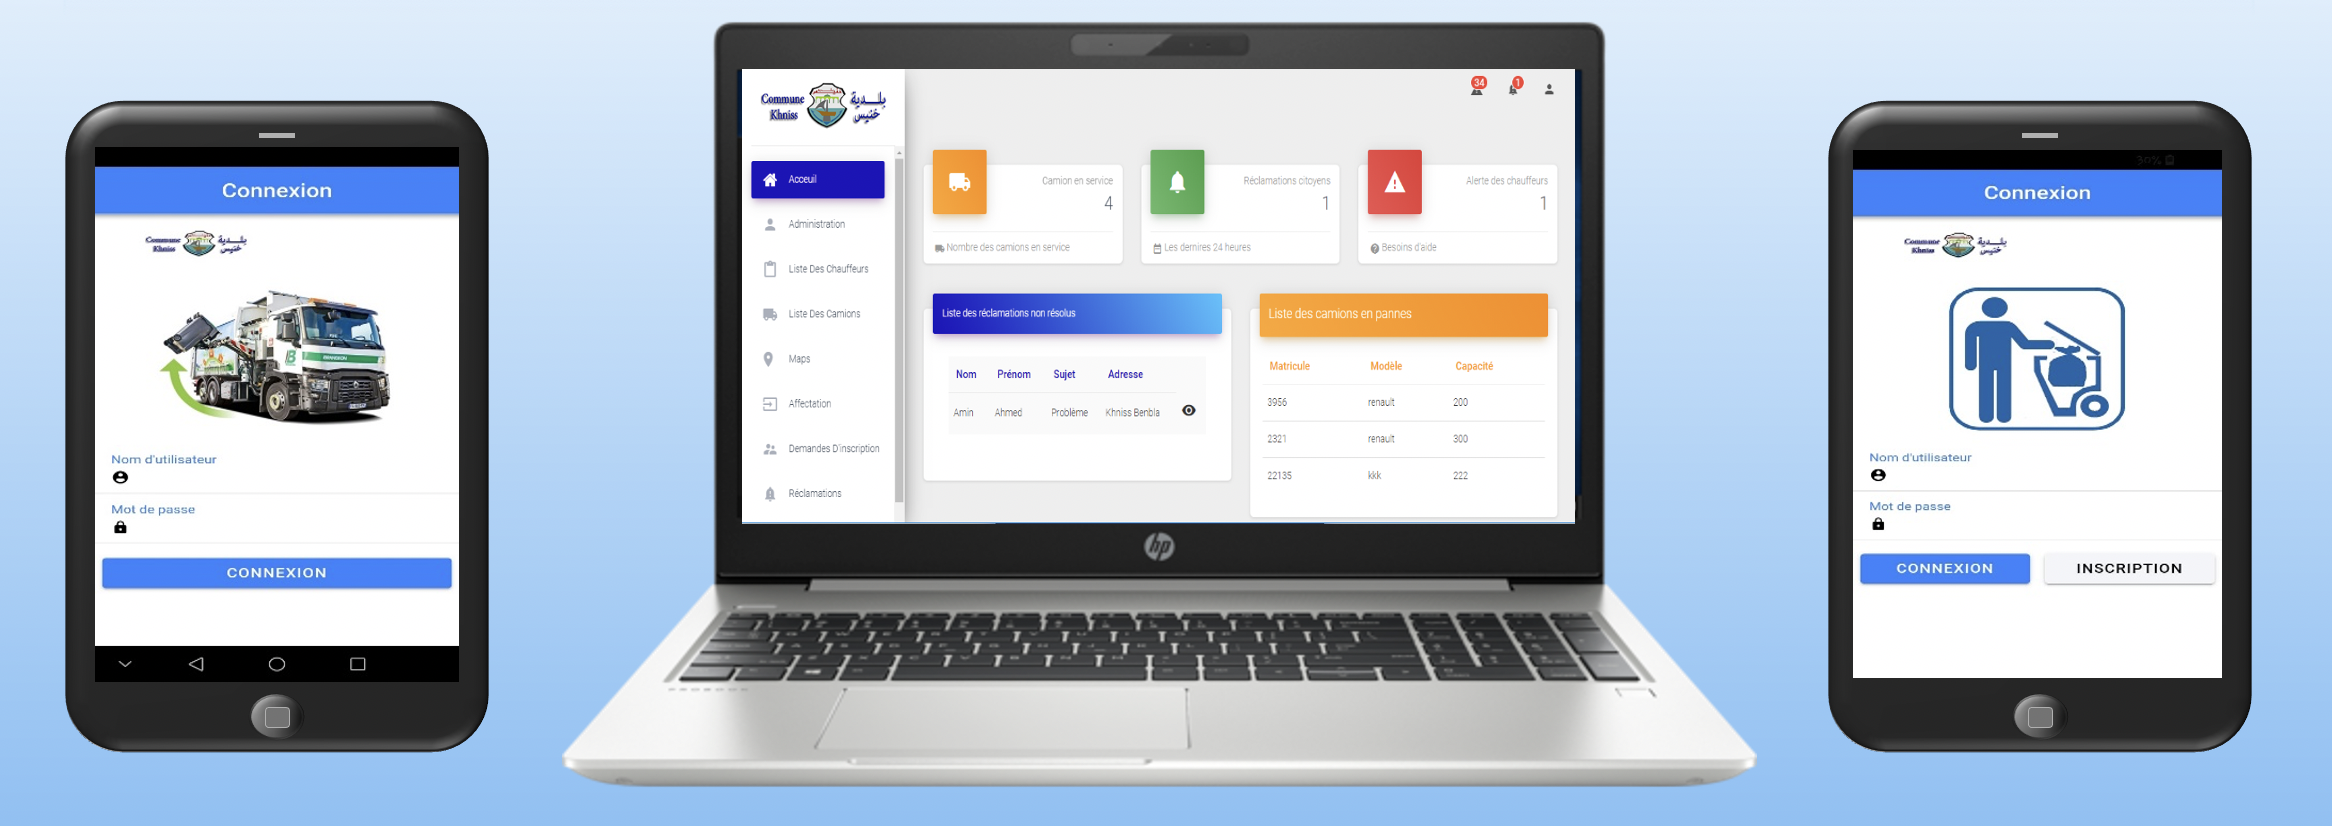 Connexion
Commune
Khniss
بلدية
خنيس
Nom d'utilisateur
Mot de passe
CONNEXION
Commune
Khniss
بلدية
خنيس
34
1
Acceuil
Administration
Liste Des Chauffeurs
Liste Des Camions
Maps
Affectation
Demandes D'inscription
Réclamations
Camion en service
4
Nombre des camions en service
Réclamations citoyens
1
Les dernires 24 heures
Alerte des chauffeurs
1
Besoins d'aide
Liste des réclamations non résolus
Nom Prénom Sujet Adresse
Amin Ahmed Problème Khniss Benbla
Liste des camions en pannes
Matricule Modèle Capacité
3956 renault 200
2321 renault 300
22135 kkk 222
hp
30%
Connexion
Commune
Khniss
بلدية
خنيس
Nom d'utilisateur
Mot de passe
CONNEXION INSCRIPTION